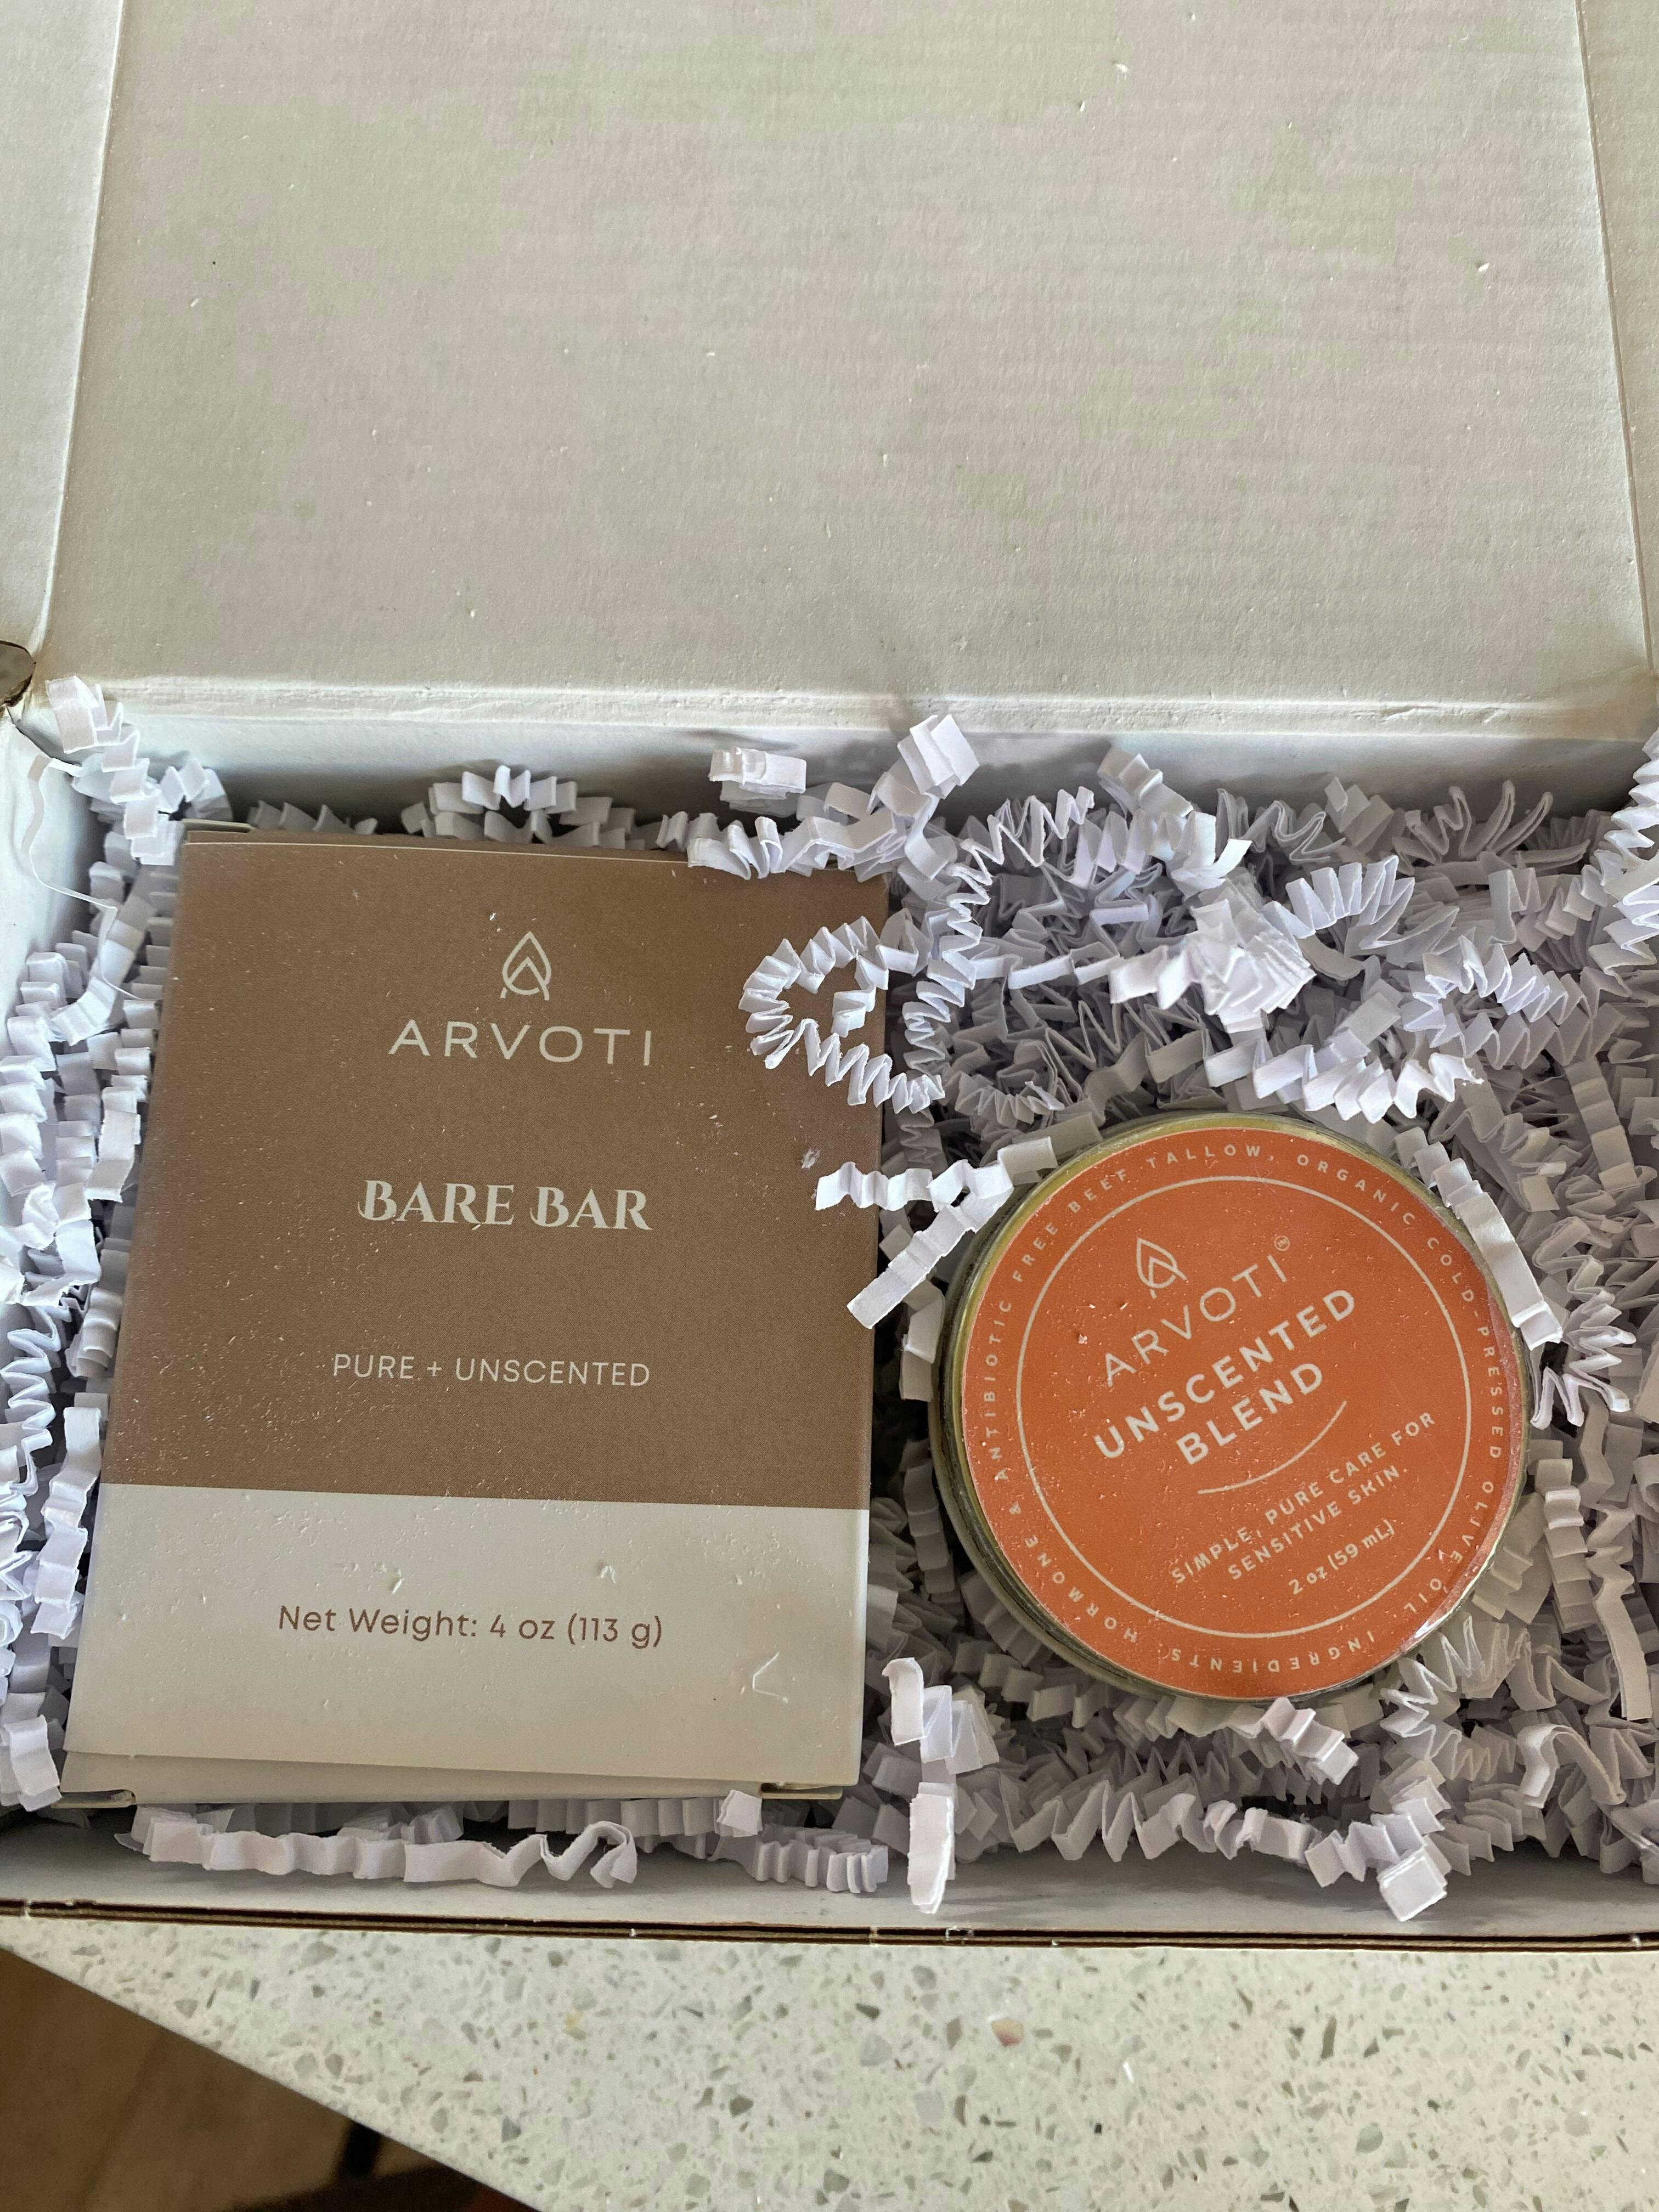 ARVOTI
BARE BAR
PURE + UNSCENTED
Net Weight: 4 oz (113 g)
ARVOTI
UNSCENTED
BLEND
SIMPLE, PURE CARE FOR
SENSITIVE SKIN.
2 oz (59 mL)
INGREDIENTS: HORMONE & ANTIBIOTIC FREE BEEF TALLOW, ORGANIC COLD-PRESSED OLIVE OIL